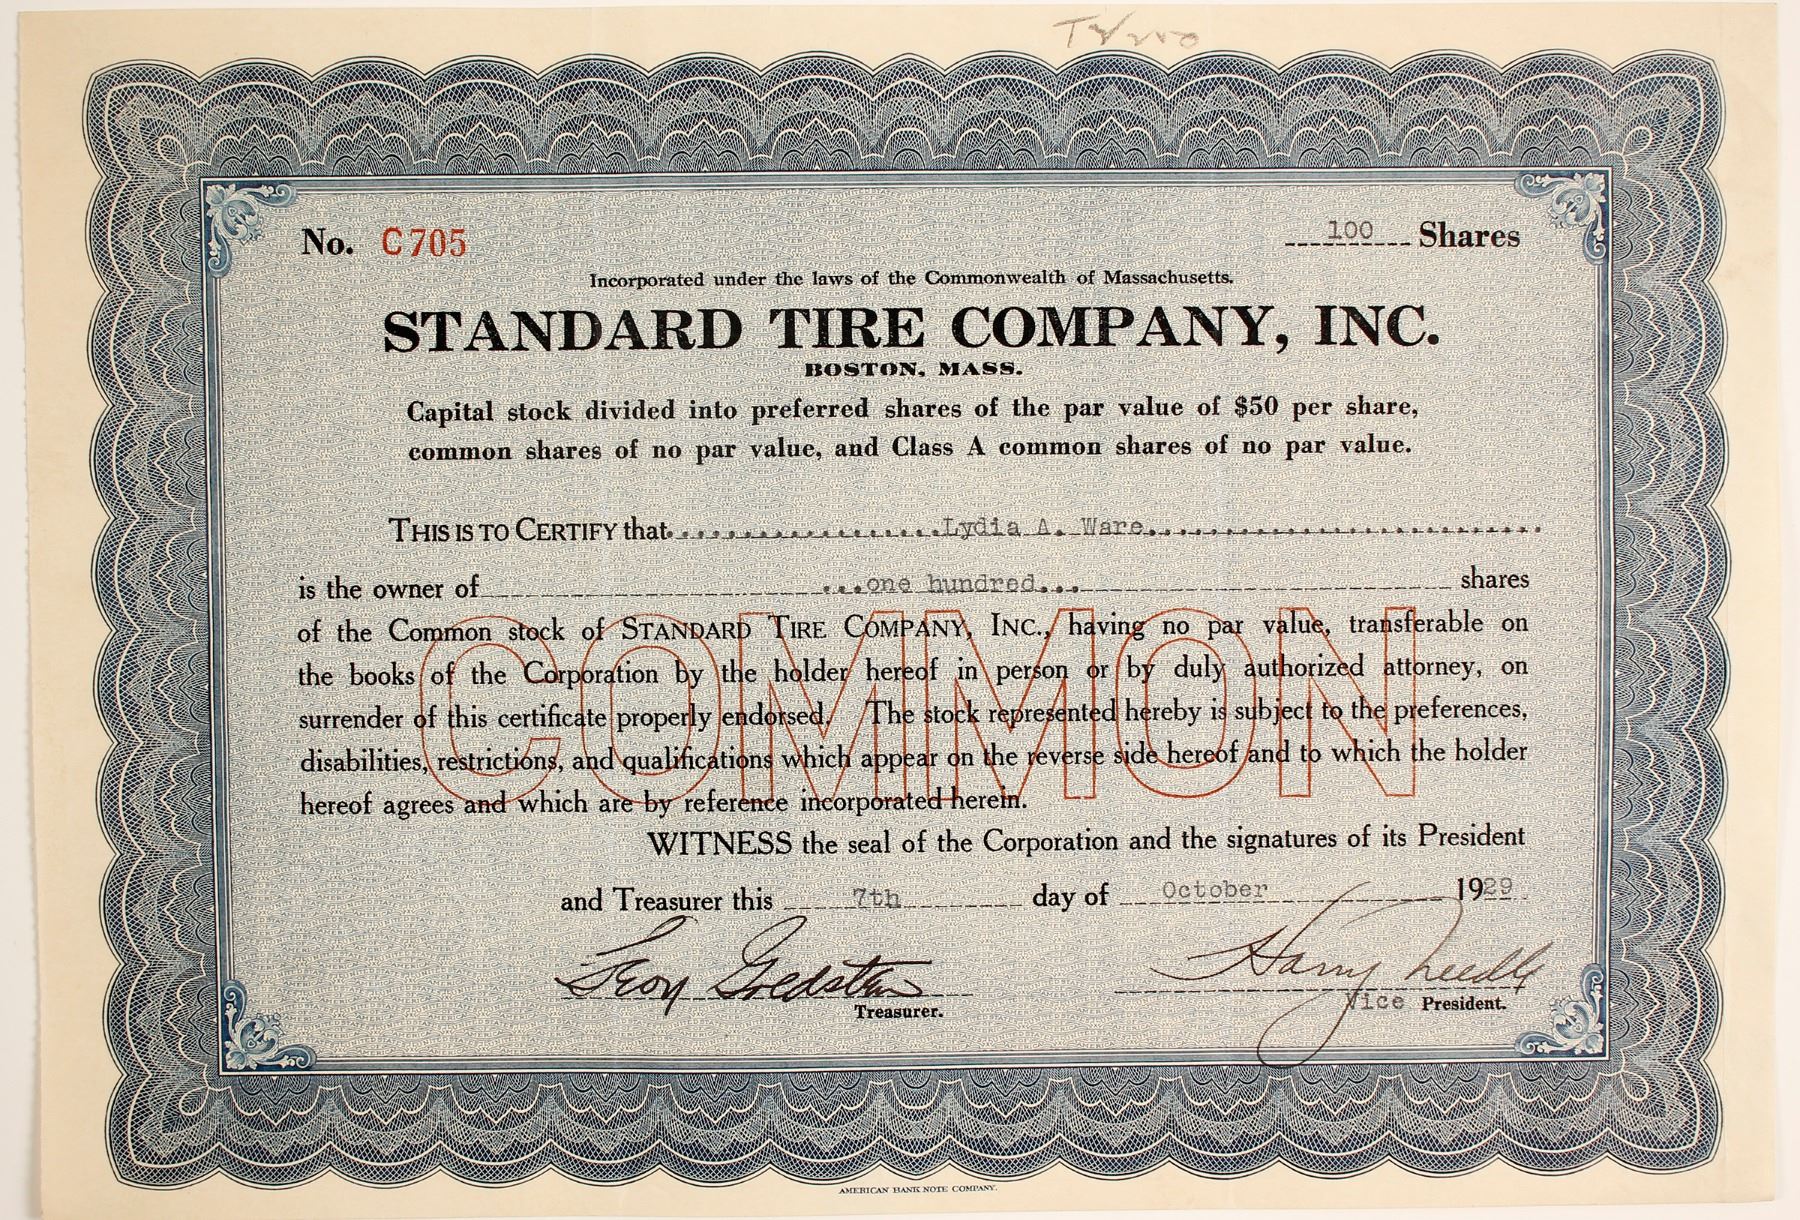 No. C705
100 Shares
Incorporated under the laws of the Commonwealth of Massachusetts.
STANDARD TIRE COMPANY, INC.
BOSTON, MASS.
Capital stock divided into preferred shares of the par value of $50 per share,
common shares of no par value, and Class A common shares of no par value.
THIS IS TO CERTIFY that Lydia A. Ware
is the owner of ...one hundred... shares
of the Common stock of STANDARD TIRE COMPANY, INC., having no par value, transferable on
the books of the Corporation by the holder hereof in person or by duly authorized attorney, on
surrender of this certificate properly endorsed. The stock represented hereby is subject to the preferences,
disabilities, restrictions, and qualifications which appear on the reverse side hereof and to which the holder
hereof agrees and which are by reference incorporated herein.
COMMON
WITNESS the seal of the Corporation and the signatures of its President
and Treasurer this 7th day of October 1929
Leroy Goldstein
Harry
Treasurer.
Vice President.
AMERICAN BANK NOTE COMPANY.